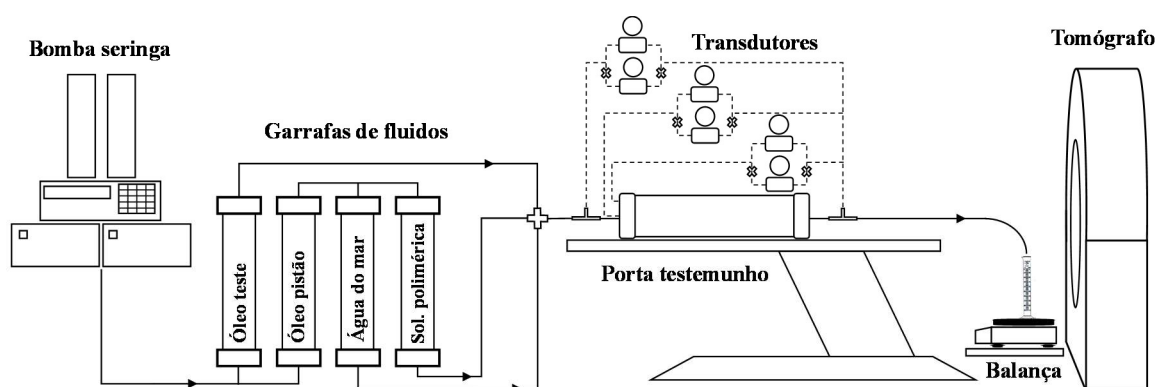 Bomba seringa
Garrafas de fluidos
Transdutores
Tomógrafo
Óleo teste
Óleo pistão
Água do mar
Sol. polimérica
Porta testemunho
Balança